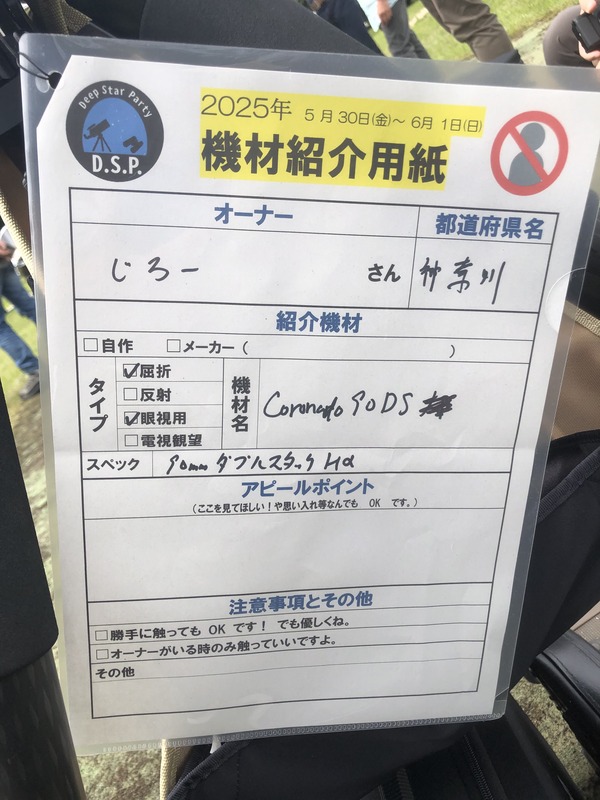 Deep Star Party
D.S.P.
2025年 5月30日(金)～6月1日(日)
機材紹介用紙
オーナー
都道府県名
じろー さん
神奈川
紹介機材
□自作 □メーカー( )
タイプ
☑屈折
□反射
☑眼視用
□電視観望
機材名
Coronado 90DS
スペック 90mm ダブルスタック Hα
アピールポイント
(ここを見てほしい！や思い入れ等なんでも OK です。)
注意事項とその他
□勝手に触っても OK です！ でも優しくね。
□オーナーがいる時のみ触っていいですよ。
その他